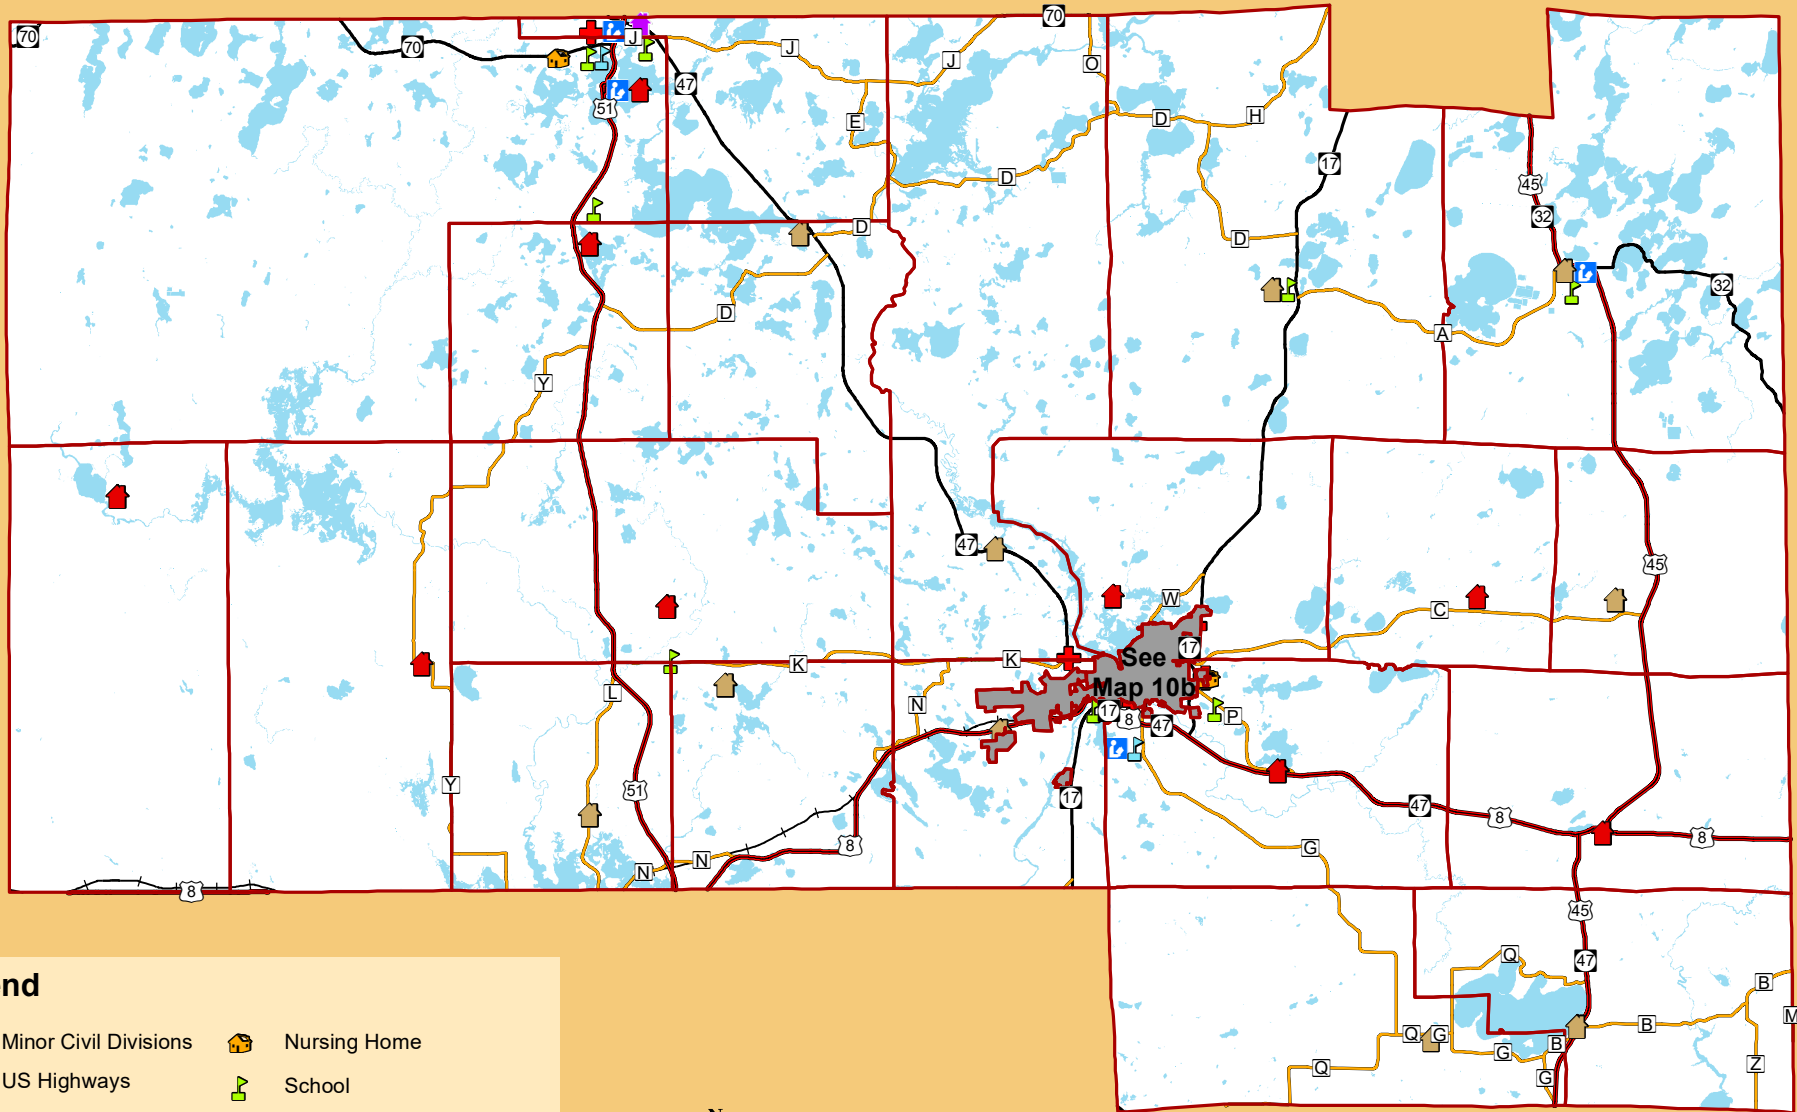 70
70
J
47
51
J
J
70
O
E
D
D
H
17
45
32
D
D
32
D
A
Y
47
45
W
C
K
K
17
See
Map 10b
L
N
17
8
47
P
Y
51
17
47
8
8
8
G
N
N
8
45
Q
47
B
B
M
Q
G
G
B
Q
G
Z
nd
Minor Civil Divisions
Nursing Home
US Highways
School
N